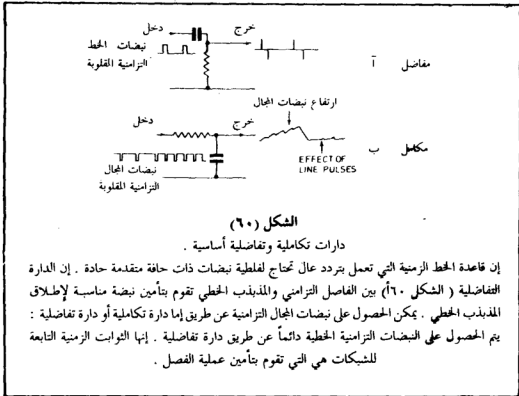 دخل
خرج
نبضات الخط
التزامنية المقلوبة
مفاضل أ
ارتفاع نبضات المجال
دخل
خرج
مكامل ب
EFFECT OF
LINE PULSES
نبضات المجال
التزامنية المقلوبة
الشكل (٦٠)
دارات تكاملية وتفاضلية أساسية .
إن قاعدة الخط الزمنية التي تعمل بتردد عال تحتاج لفلطية نبضات ذات حافة متقدمة حادة . إن الدارة
التفاضلية ( الشكل ٦٠أ) بين الفاصل التزامني والمذبذب الخطي تقوم بتأمين نبضة مناسبة لإطلاق
المذبذب الخطي . يمكن الحصول على نبضات المجال التزامنية عن طريق إما دارة تكاملية أو دارة تفاضلية :
يتم الحصول على النبضات التزامنية الخطية دائماً عن طريق دارة تفاضلية . إنها الثوابت الزمنية التابعة
للشبكات هي التي تقوم بتأمين عملية الفصل .